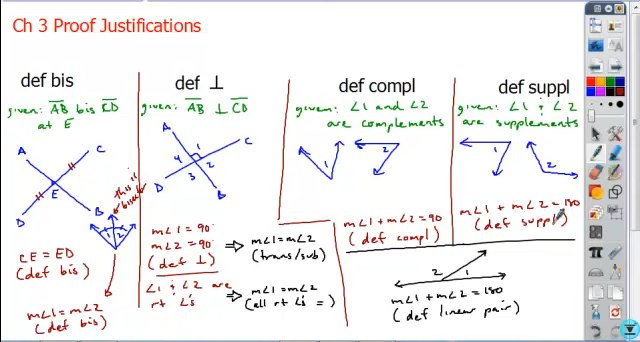 Ch 3 Proof Justifications
def bis
given: AB bis CD
at E
A
C
E
D
B
this is
bisector
1
2
CE = ED
(def bis)
m∠1 = m∠2
(def bis)
def ⊥
given: AB ⊥ CD
A
C
1
4
2
3
D
B
m∠1 = 90
m∠2 = 90
(def ⊥)
⇒ m∠1 = m∠2
(trans/sub)
∠1 & ∠2 are
rt ∠'s
⇒ m∠1 = m∠2
(all rt ∠'s =)
def compl
given: ∠1 and ∠2
are complements
1
2
m∠1 + m∠2 = 90
(def compl)
def suppl
given: ∠1 & ∠2
are supplements
1
2
m∠1 + m∠2 = 180
(def suppl)
2
1
m∠1 + m∠2 = 180
(def linear pair)